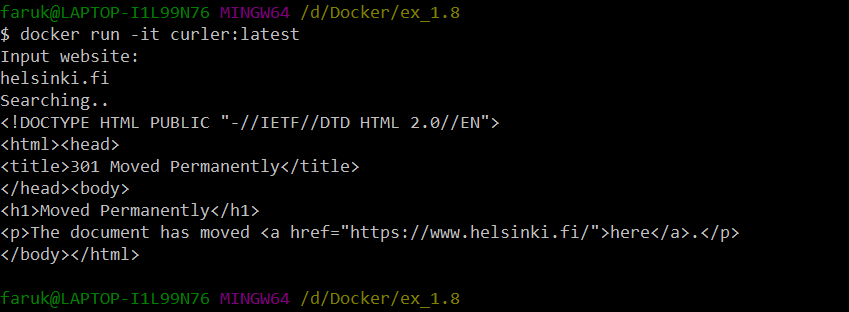 faruk@LAPTOP-I1L99N76 MINGW64 /d/Docker/ex_1.8
$ docker run -it curler:latest
Input website:
helsinki.fi
Searching..
<!DOCTYPE HTML PUBLIC "-//IETF//DTD HTML 2.0//EN">
<html><head>
<title>301 Moved Permanently</title>
</head><body>
<h1>Moved Permanently</h1>
<p>The document has moved <a href="https://www.helsinki.fi/">here</a>.</p>
</body></html>
faruk@LAPTOP-I1L99N76 MINGW64 /d/Docker/ex_1.8